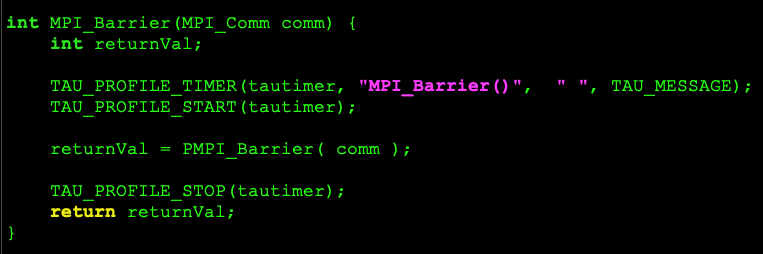 int MPI_Barrier(MPI_Comm comm) {
    int returnVal;

    TAU_PROFILE_TIMER(tautimer, "MPI_Barrier()",  " ", TAU_MESSAGE);
    TAU_PROFILE_START(tautimer);

    returnVal = PMPI_Barrier( comm );

    TAU_PROFILE_STOP(tautimer);
    return returnVal;
}